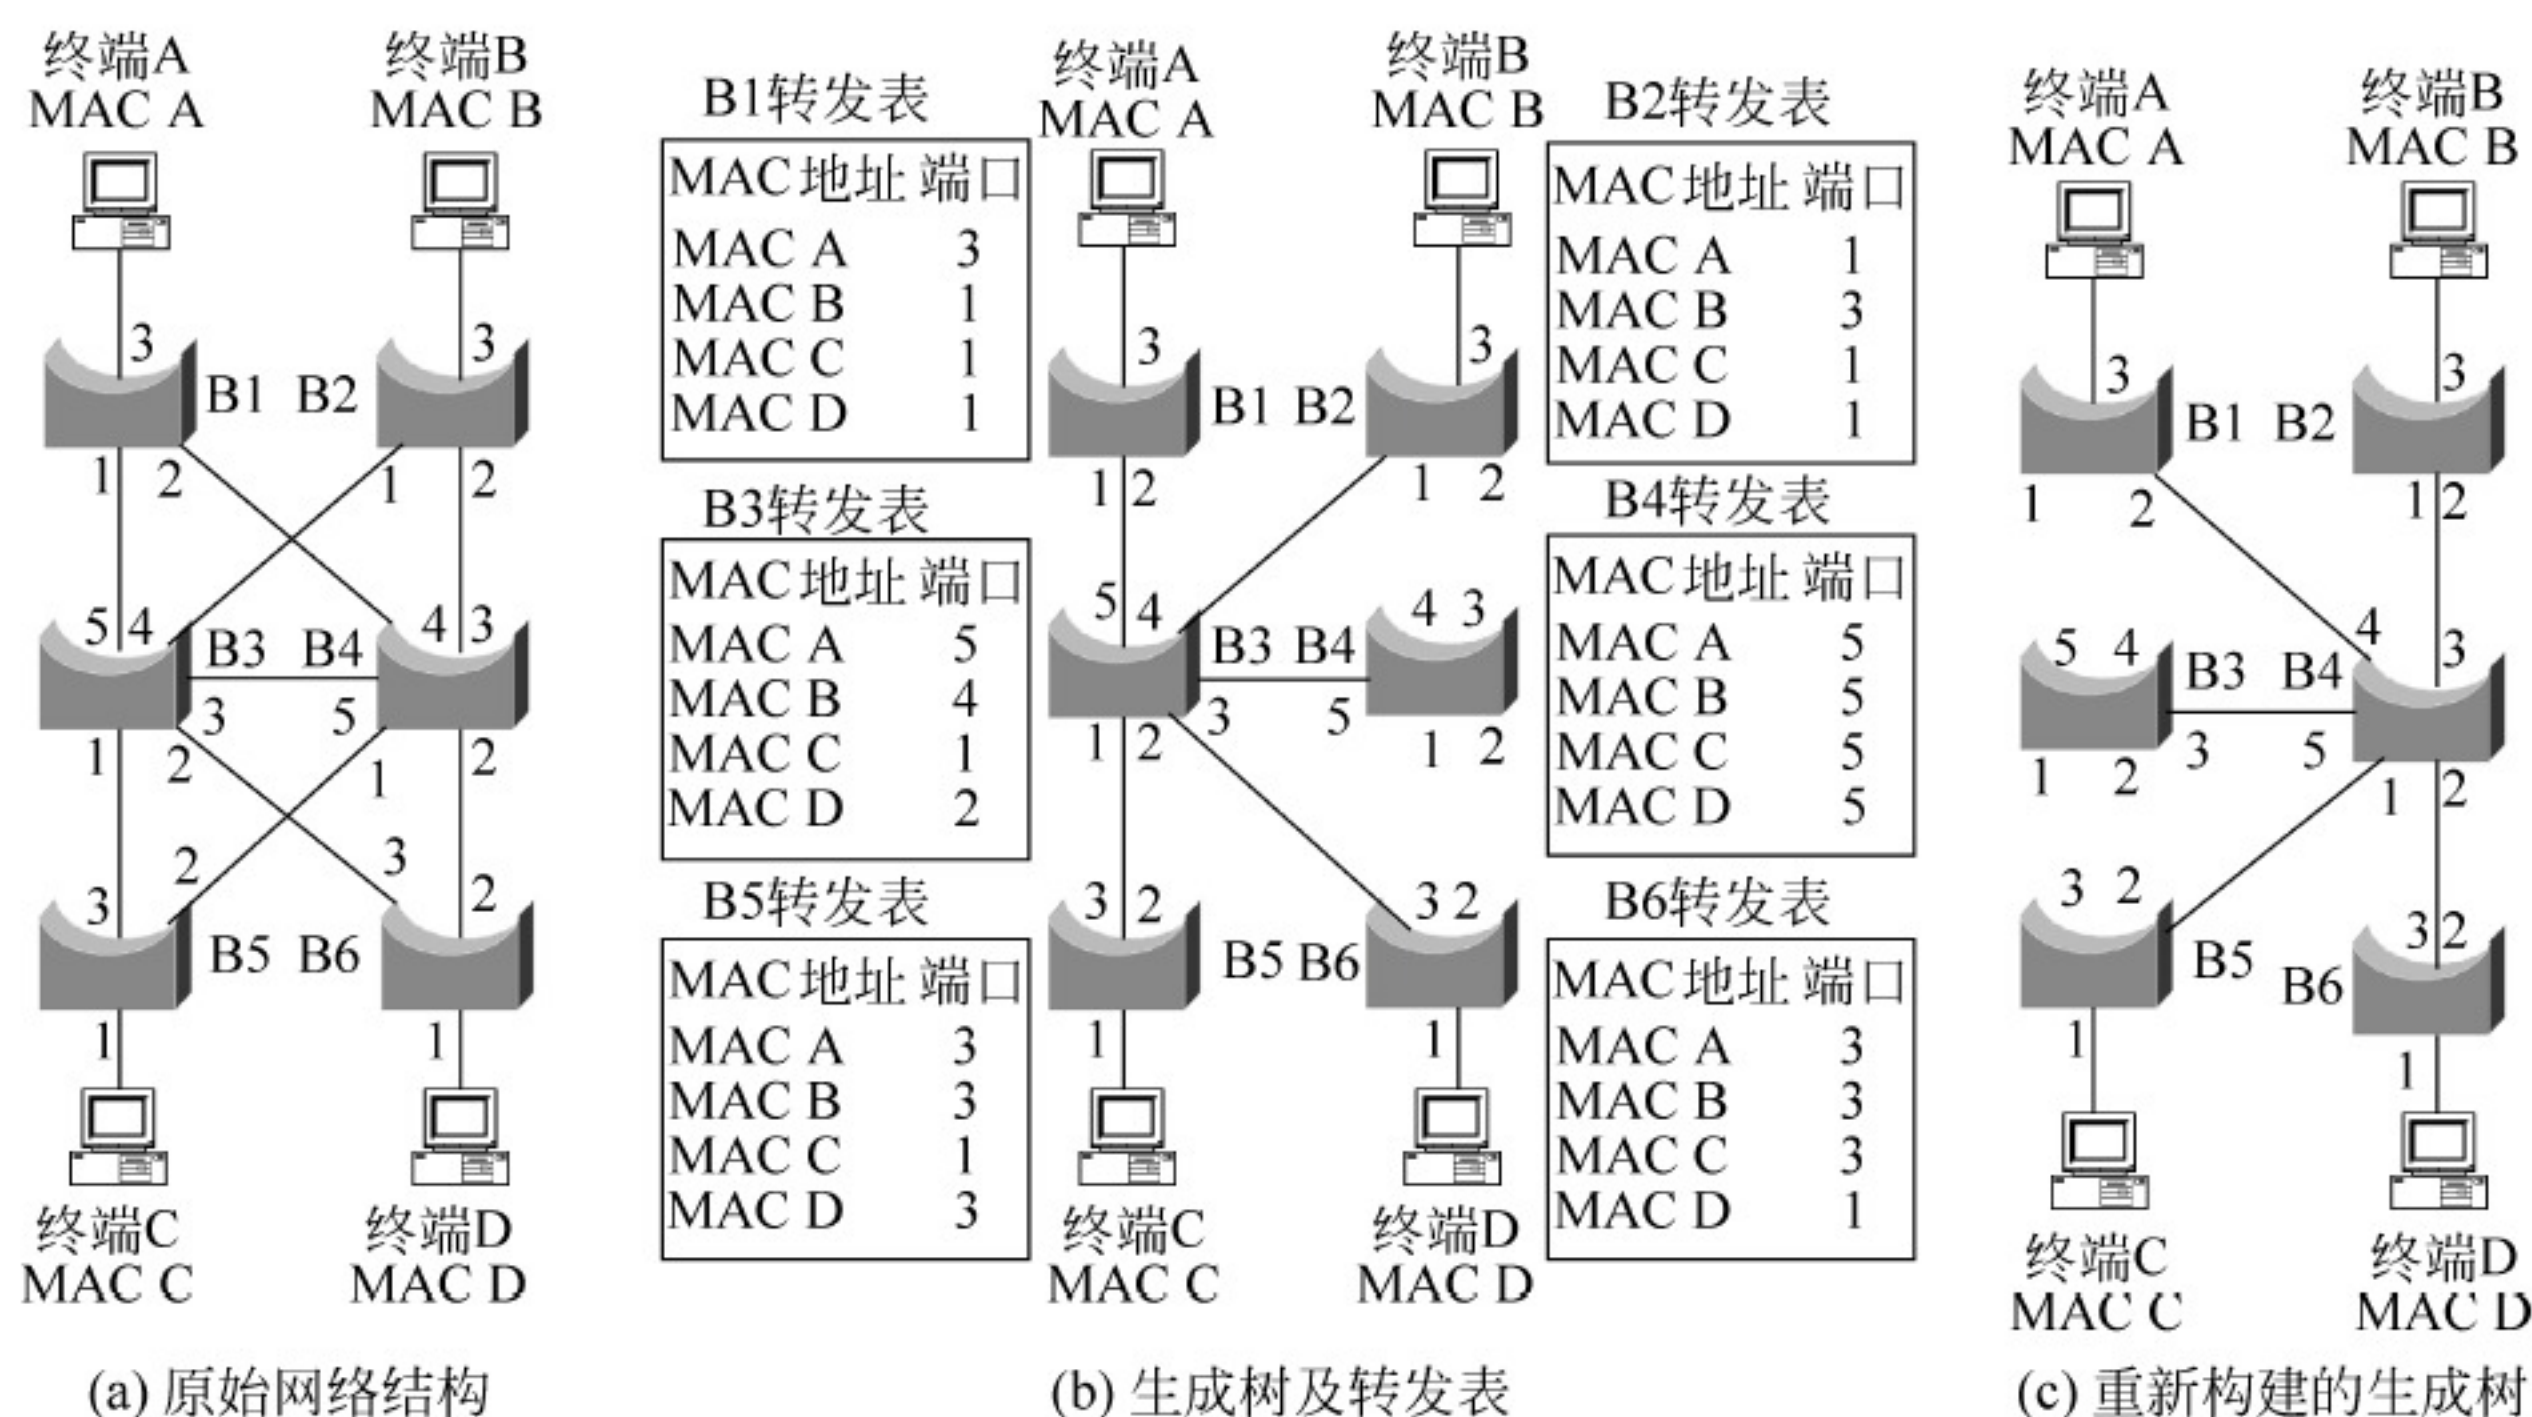 终端A
MAC A
终端B
MAC B
3
3
B1
B2
1
2
1
2
5
4
4
3
B3
B4
3
5
1
2
1
2
3
2
3
2
B5
B6
1
1
终端C
MAC C
终端D
MAC D
(a) 原始网络结构
B1转发表
MAC地址 端口
MAC A 3
MAC B 1
MAC C 1
MAC D 1
B3转发表
MAC地址 端口
MAC A 5
MAC B 4
MAC C 1
MAC D 2
B5转发表
MAC地址 端口
MAC A 3
MAC B 3
MAC C 1
MAC D 3
终端A
MAC A
终端B
MAC B
3
3
B1
B2
1
2
1
2
5
4
4
3
B3
B4
1
2
3
5
1
2
3
2
3
2
B5
B6
1
1
终端C
MAC C
终端D
MAC D
B2转发表
MAC地址 端口
MAC A 1
MAC B 3
MAC C 1
MAC D 1
B4转发表
MAC地址 端口
MAC A 5
MAC B 5
MAC C 5
MAC D 5
B6转发表
MAC地址 端口
MAC A 3
MAC B 3
MAC C 3
MAC D 1
(b) 生成树及转发表
终端A
MAC A
终端B
MAC B
3
3
B1
B2
1
2
1
2
5
4
4
3
B3
B4
1
2
3
5
1
2
3
2
3
2
B5
B6
1
1
终端C
MAC C
终端D
MAC D
(c) 重新构建的生成树